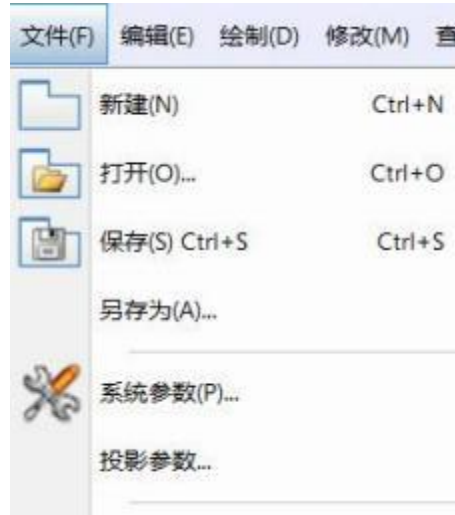 文件(F) 编辑(E) 绘制(D) 修改(M) 查
新建(N) Ctrl+N
打开(O)... Ctrl+O
保存(S) Ctrl+S Ctrl+S
另存为(A)...
系统参数(P)...
投影参数...